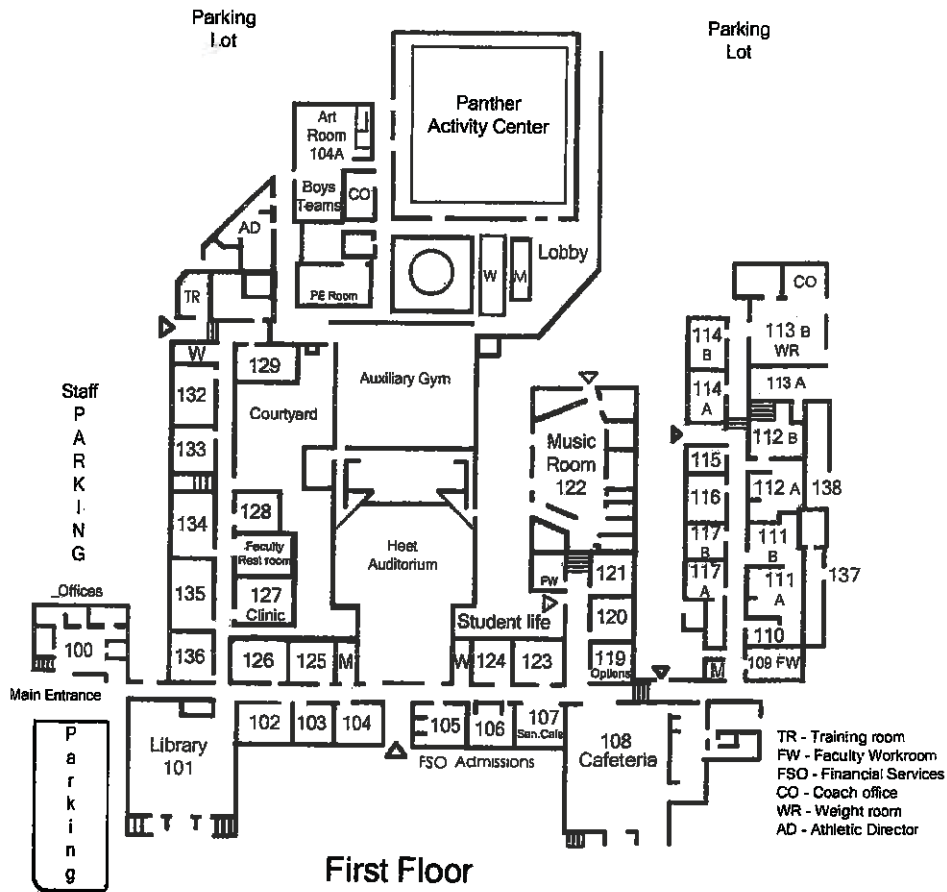 Parking
Lot
Parking
Lot
Panther
Activity Center
Art
Room
104A
Boys
Teams
CO
AD
Lobby
W
M
TR
PE Room
CO
113 B
WR
114
B
114
A
113 A
W
129
132
Auxiliary Gym
Courtyard
Staff
P
A
R
K
I
N
G
133
Music
Room
122
112 B
115
116
112 A
138
134
128
Faculty
Rest room
Heet
Auditorium
117
B
111
B
117
A
111
A
137
FW
121
135
127
Clinic
120
Student life
_Offices
100
136
126
125
M
W
124
123
119
Options
110
109 FW
M
Main Entrance
102
103
104
105
106
107
San.Cafe
FSO Admissions
Library
101
108
Cafeteria
P
a
r
k
i
n
g
TR - Training room
FW - Faculty Workroom
FSO - Financial Services
CO - Coach office
WR - Weight room
AD - Athletic Director
First Floor